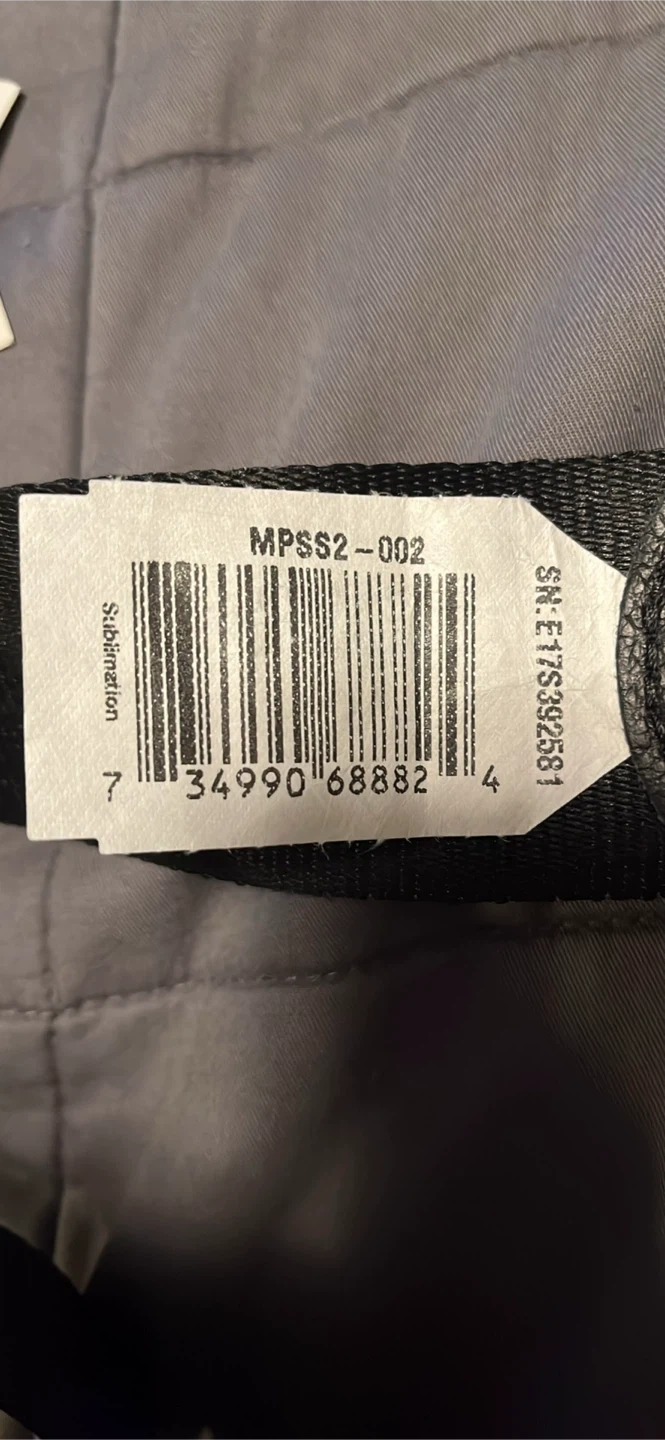 MPSS2-002
Sublimation
7 34990 68882 4
SN:E17S392581